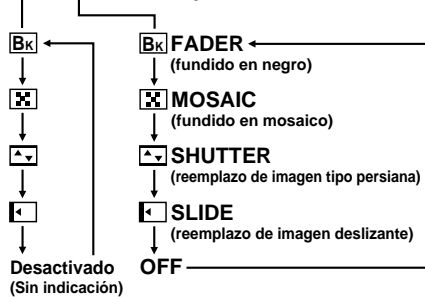 BK
BK FADER
(fundido en negro)
MOSAIC
(fundido en mosaico)
SHUTTER
(reemplazo de imagen tipo persiana)
SLIDE
(reemplazo de imagen deslizante)
Desactivado
(Sin indicación)
OFF